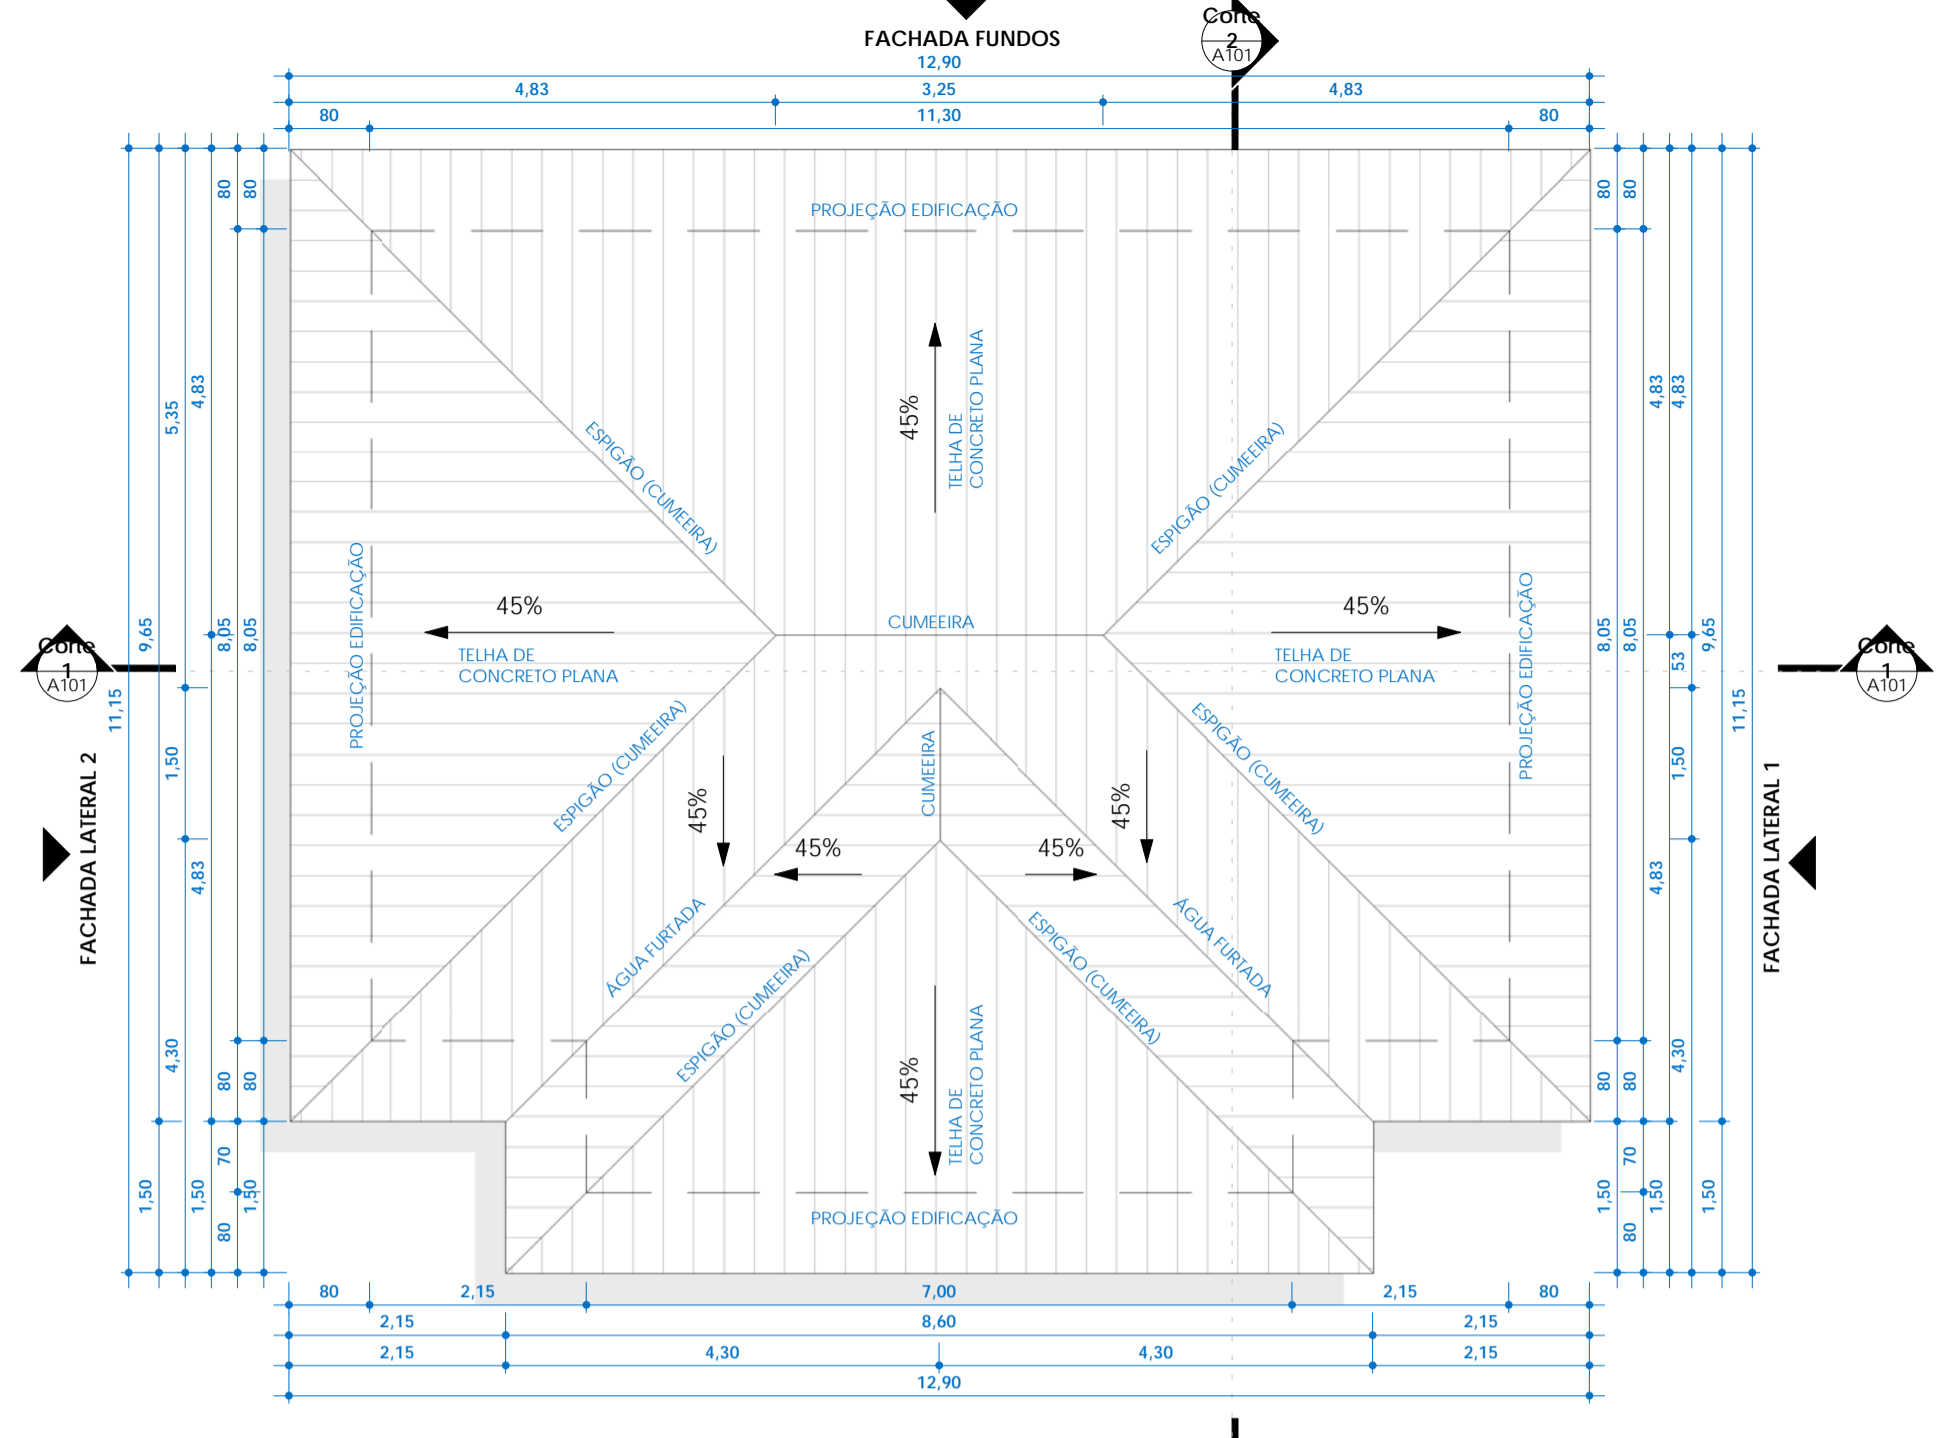 Corte
2
A101
FACHADA FUNDOS
12,90
4,83
3,25
4,83
80
11,30
80
80
80
80
80
PROJEÇÃO EDIFICAÇÃO
5,35
4,83
45%
TELHA DE
CONCRETO PLANA
4,83
4,83
ESPIGÃO (CUMEEIRA)
ESPIGÃO (CUMEEIRA)
Corte
1
A101
11,15
9,65
8,05
8,05
PROJEÇÃO EDIFICAÇÃO
45%
TELHA DE
CONCRETO PLANA
CUMEEIRA
45%
TELHA DE
CONCRETO PLANA
PROJEÇÃO EDIFICAÇÃO
8,05
8,05
53
9,65
11,15
Corte
1
A101
FACHADA LATERAL 2
1,50
ESPIGÃO (CUMEEIRA)
45%
CUMEEIRA
45%
ESPIGÃO (CUMEEIRA)
1,50
FACHADA LATERAL 1
45%
45%
4,83
ÁGUA FURTADA
ÁGUA FURTADA
4,83
ESPIGÃO (CUMEEIRA)
ESPIGÃO (CUMEEIRA)
4,30
80
80
45%
TELHA DE
CONCRETO PLANA
80
80
4,30
1,50
1,50
70
80
1,50
PROJEÇÃO EDIFICAÇÃO
1,50
70
80
1,50
1,50
80
2,15
7,00
2,15
80
2,15
8,60
2,15
2,15
4,30
4,30
2,15
12,90